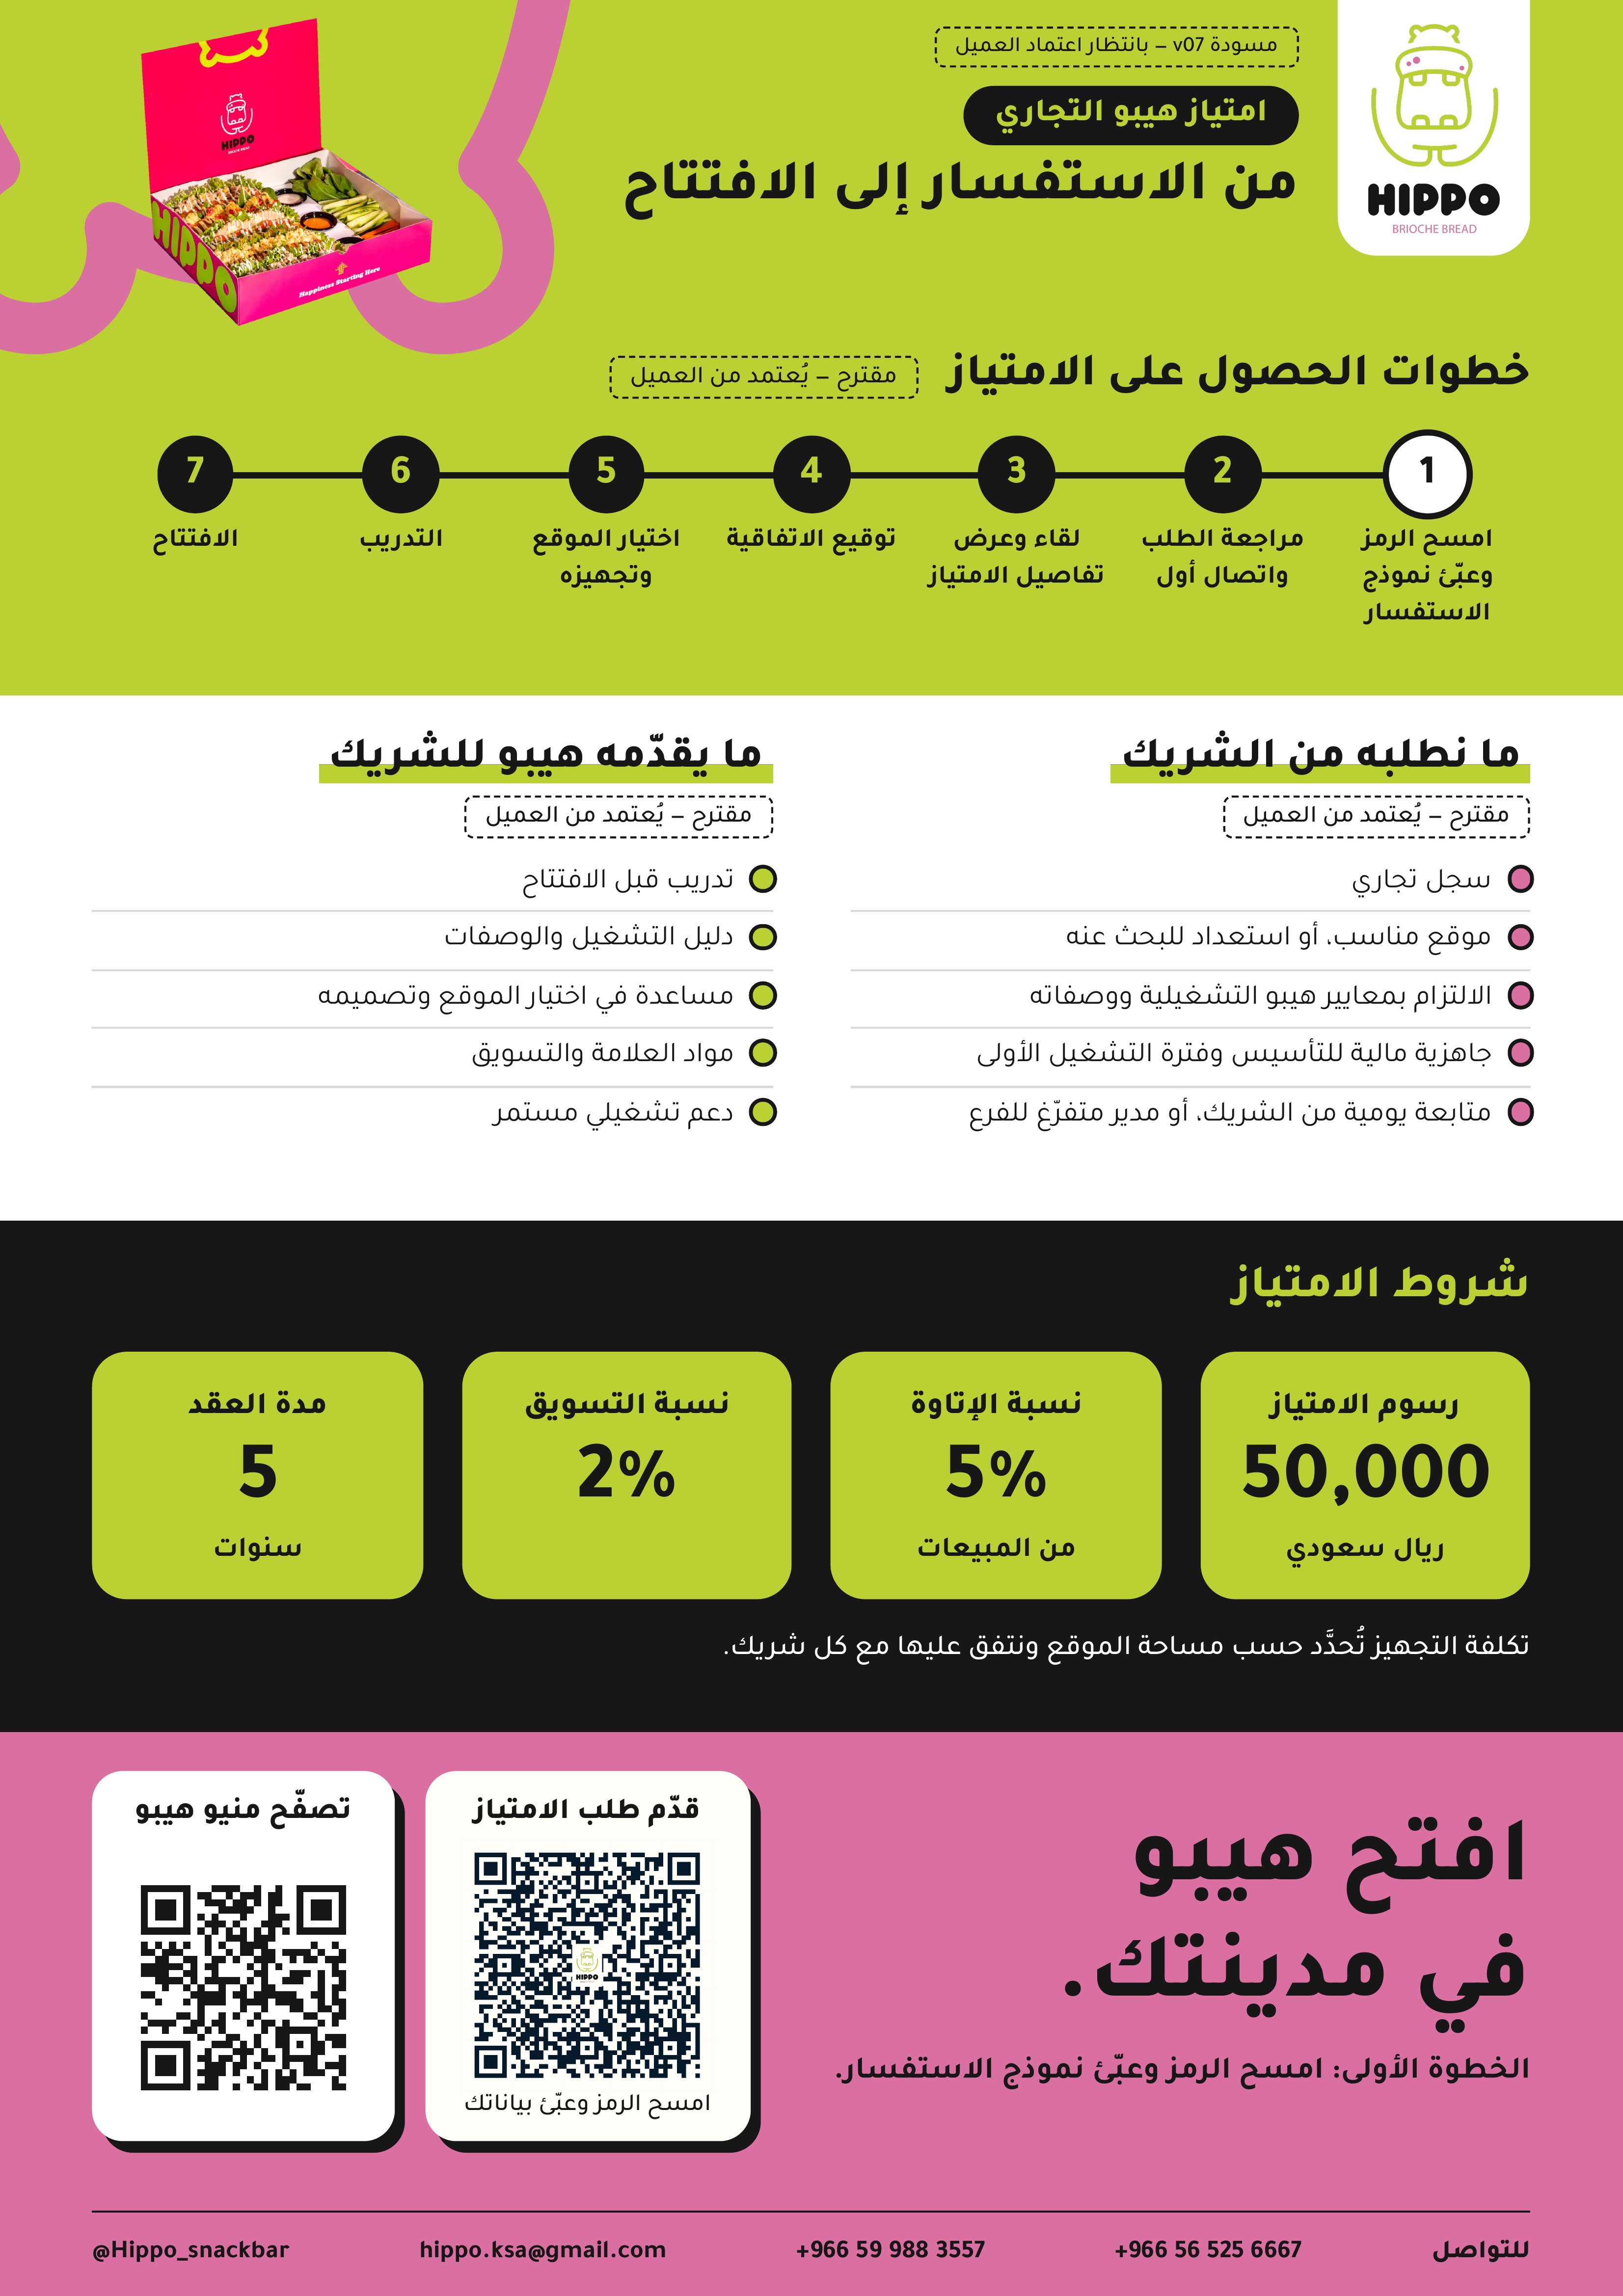 مسودة v07 – بانتظار اعتماد العميل
امتياز هيبو التجاري
من الاستفسار إلى الافتتاح
HIPPO
BRIOCHE BREAD
HIPPO
HIPPO
Happiness Starting Here
خطوات الحصول على الامتياز
مقترح – يُعتمد من العميل
1
امسح الرمز
وعبّئ نموذج
الاستفسار
2
مراجعة الطلب
واتصال أول
3
لقاء وعرض
تفاصيل الامتياز
4
توقيع الاتفاقية
5
اختيار الموقع
وتجهيزه
6
التدريب
7
الافتتاح
ما نطلبه من الشريك
مقترح – يُعتمد من العميل
سجل تجاري
موقع مناسب، أو استعداد للبحث عنه
الالتزام بمعايير هيبو التشغيلية ووصفاته
جاهزية مالية للتأسيس وفترة التشغيل الأولى
متابعة يومية من الشريك، أو مدير متفرّغ للفرع
ما يقدّمه هيبو للشريك
مقترح – يُعتمد من العميل
تدريب قبل الافتتاح
دليل التشغيل والوصفات
مساعدة في اختيار الموقع وتصميمه
مواد العلامة والتسويق
دعم تشغيلي مستمر
شروط الامتياز
رسوم الامتياز
50,000
ريال سعودي
نسبة الإتاوة
5%
من المبيعات
نسبة التسويق
2%
مدة العقد
5
سنوات
تكلفة التجهيز تُحدَّد حسب مساحة الموقع ونتفق عليها مع كل شريك.
افتح هيبو
في مدينتك.
الخطوة الأولى: امسح الرمز وعبّئ نموذج الاستفسار.
قدّم طلب الامتياز
HIPPO
امسح الرمز وعبّئ بياناتك
تصفّح منيو هيبو
للتواصل
+966 56 525 6667
+966 59 988 3557
hippo.ksa@gmail.com
@Hippo_snackbar